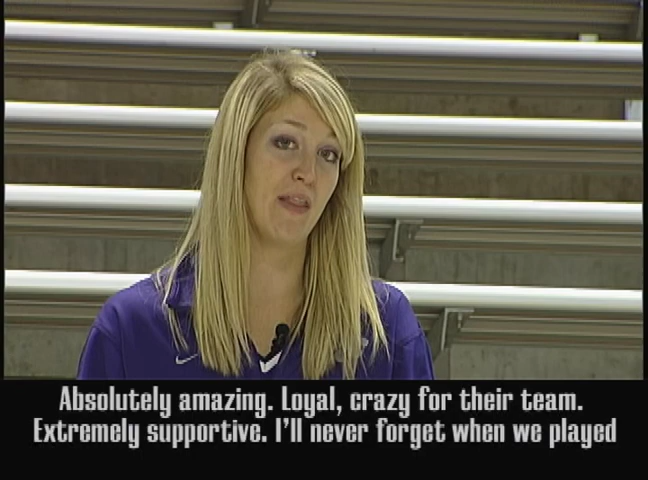 Absolutely amazing. Loyal, crazy for their team.
Extremely supportive. I'll never forget when we played